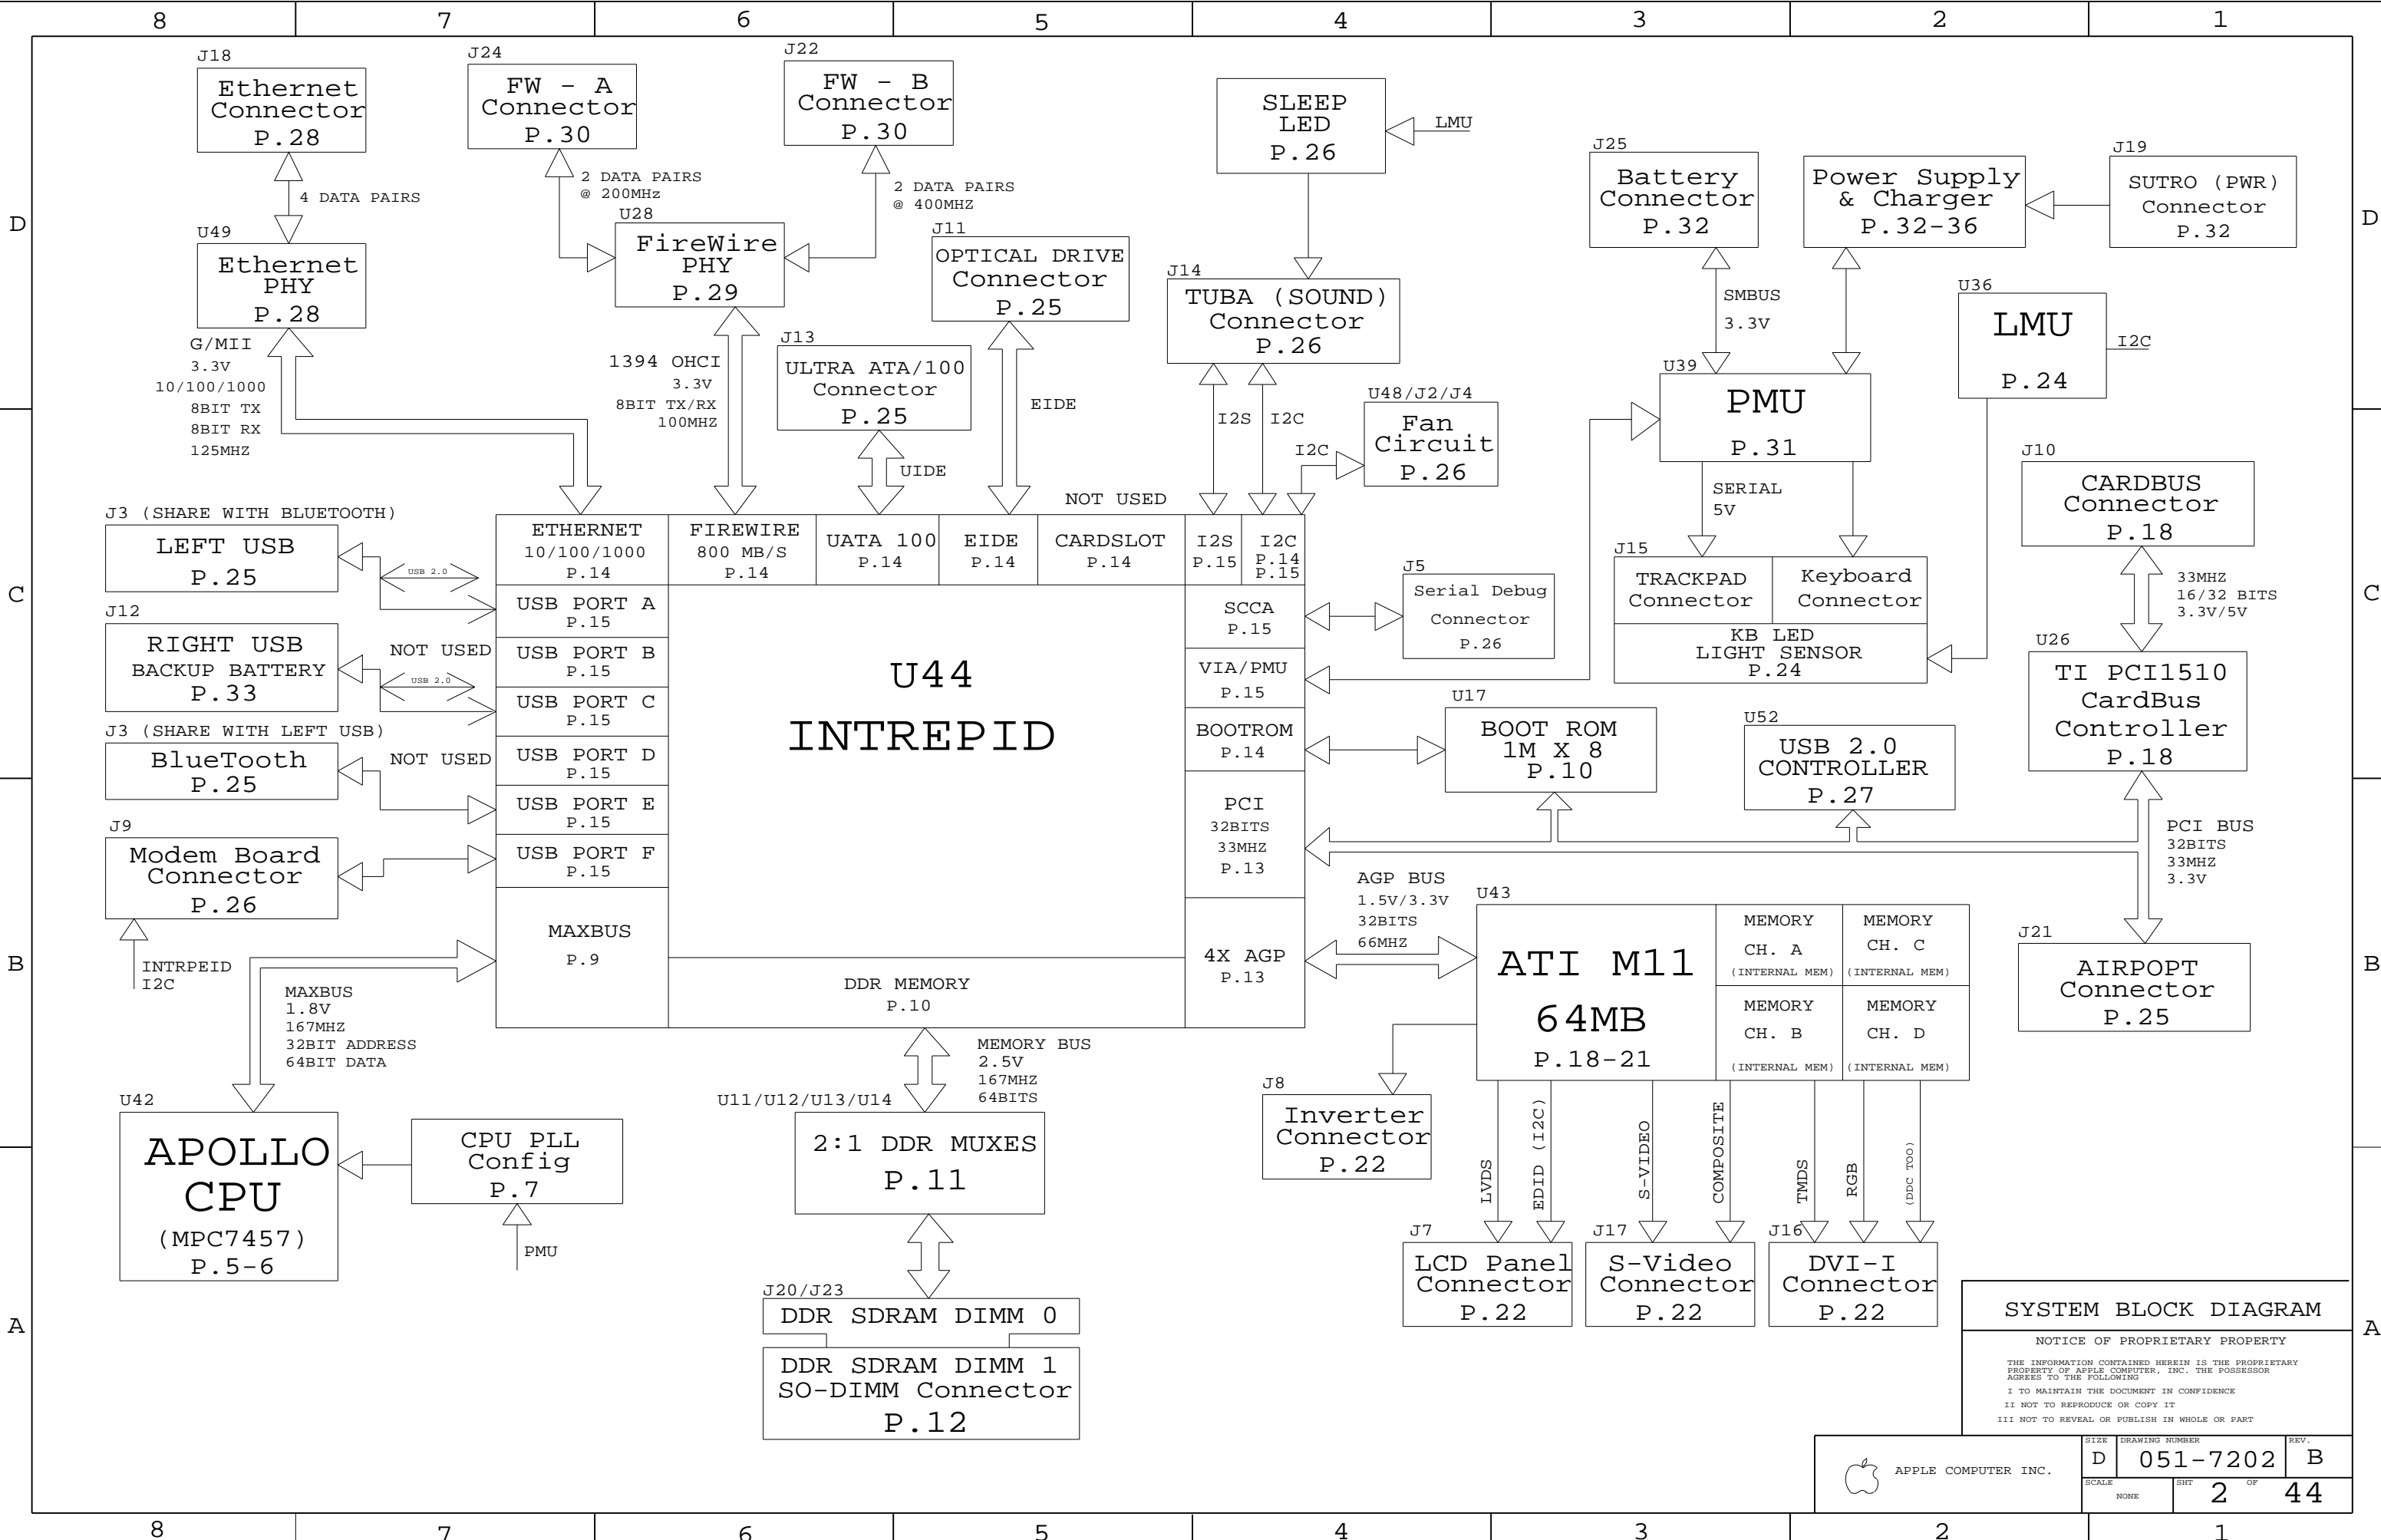 8 7 6 5 4 3 2 1
D
C
B
A
J18
Ethernet
Connector
P.28
4 DATA PAIRS
U49
Ethernet
PHY
P.28
G/MII
3.3V
10/100/1000
8BIT TX
8BIT RX
125MHZ
J24
FW - A
Connector
P.30
2 DATA PAIRS
@ 200MHz
J22
FW - B
Connector
P.30
2 DATA PAIRS
@ 400MHZ
U28
FireWire
PHY
P.29
1394 OHCI
3.3V
8BIT TX/RX
100MHZ
J11
OPTICAL DRIVE
Connector
P.25
EIDE
J13
ULTRA ATA/100
Connector
P.25
UIDE
SLEEP
LED
P.26
LMU
J14
TUBA (SOUND)
Connector
P.26
I2S
I2C
U48/J2/J4
Fan
Circuit
P.26
I2C
J25
Battery
Connector
P.32
SMBUS
3.3V
Power Supply
& Charger
P.32-36
J19
SUTRO (PWR)
Connector
P.32
U36
LMU
P.24
I2C
U39
PMU
P.31
SERIAL
5V
J15
TRACKPAD
Connector
Keyboard
Connector
KB LED
LIGHT SENSOR
P.24
J10
CARDBUS
Connector
P.18
33MHZ
16/32 BITS
3.3V/5V
U26
TI PCI1510
CardBus
Controller
P.18
J3 (SHARE WITH BLUETOOTH)
LEFT USB
P.25
USB 2.0
J12
RIGHT USB
BACKUP BATTERY
P.33
NOT USED
USB 2.0
J3 (SHARE WITH LEFT USB)
BlueTooth
P.25
NOT USED
J9
Modem Board
Connector
P.26
INTRPEID
I2C
NOT USED
ETHERNET
10/100/1000
P.14
FIREWIRE
800 MB/S
P.14
UATA 100
P.14
EIDE
P.14
CARDSLOT
P.14
I2S
P.15
I2C
P.14
P.15
USB PORT A
P.15
USB PORT B
P.15
USB PORT C
P.15
USB PORT D
P.15
USB PORT E
P.15
USB PORT F
P.15
MAXBUS
P.9
U44
INTREPID
DDR MEMORY
P.10
SCCA
P.15
VIA/PMU
P.15
BOOTROM
P.14
PCI
32BITS
33MHZ
P.13
4X AGP
P.13
J5
Serial Debug
Connector
P.26
U17
BOOT ROM
1M X 8
P.10
U52
USB 2.0
CONTROLLER
P.27
PCI BUS
32BITS
33MHZ
3.3V
J21
AIRPOPT
Connector
P.25
AGP BUS
1.5V/3.3V
32BITS
66MHZ
U43
ATI M11
64MB
P.18-21
MEMORY
CH. A
(INTERNAL MEM)
MEMORY
CH. C
(INTERNAL MEM)
MEMORY
CH. B
(INTERNAL MEM)
MEMORY
CH. D
(INTERNAL MEM)
MAXBUS
1.8V
167MHZ
32BIT ADDRESS
64BIT DATA
U42
APOLLO
CPU
(MPC7457)
P.5-6
CPU PLL
Config
P.7
PMU
MEMORY BUS
2.5V
167MHZ
64BITS
U11/U12/U13/U14
2:1 DDR MUXES
P.11
J20/J23
DDR SDRAM DIMM 0
DDR SDRAM DIMM 1
SO-DIMM Connector
P.12
J8
Inverter
Connector
P.22
LVDS
EDID (I2C)
S-VIDEO
COMPOSITE
TMDS
RGB
(DDC TOO)
J7
LCD Panel
Connector
P.22
J17
S-Video
Connector
P.22
J16
DVI-I
Connector
P.22
SYSTEM BLOCK DIAGRAM
NOTICE OF PROPRIETARY PROPERTY
THE INFORMATION CONTAINED HEREIN IS THE PROPRIETARY
PROPERTY OF APPLE COMPUTER, INC. THE POSSESSOR
AGREES TO THE FOLLOWING
I TO MAINTAIN THE DOCUMENT IN CONFIDENCE
II NOT TO REPRODUCE OR COPY IT
III NOT TO REVEAL OR PUBLISH IN WHOLE OR PART
APPLE COMPUTER INC.
SIZE
D
DRAWING NUMBER
051-7202
REV.
B
SCALE
NONE
SHT
2
OF
44
D
C
B
A
8 7 6 5 4 3 2 1